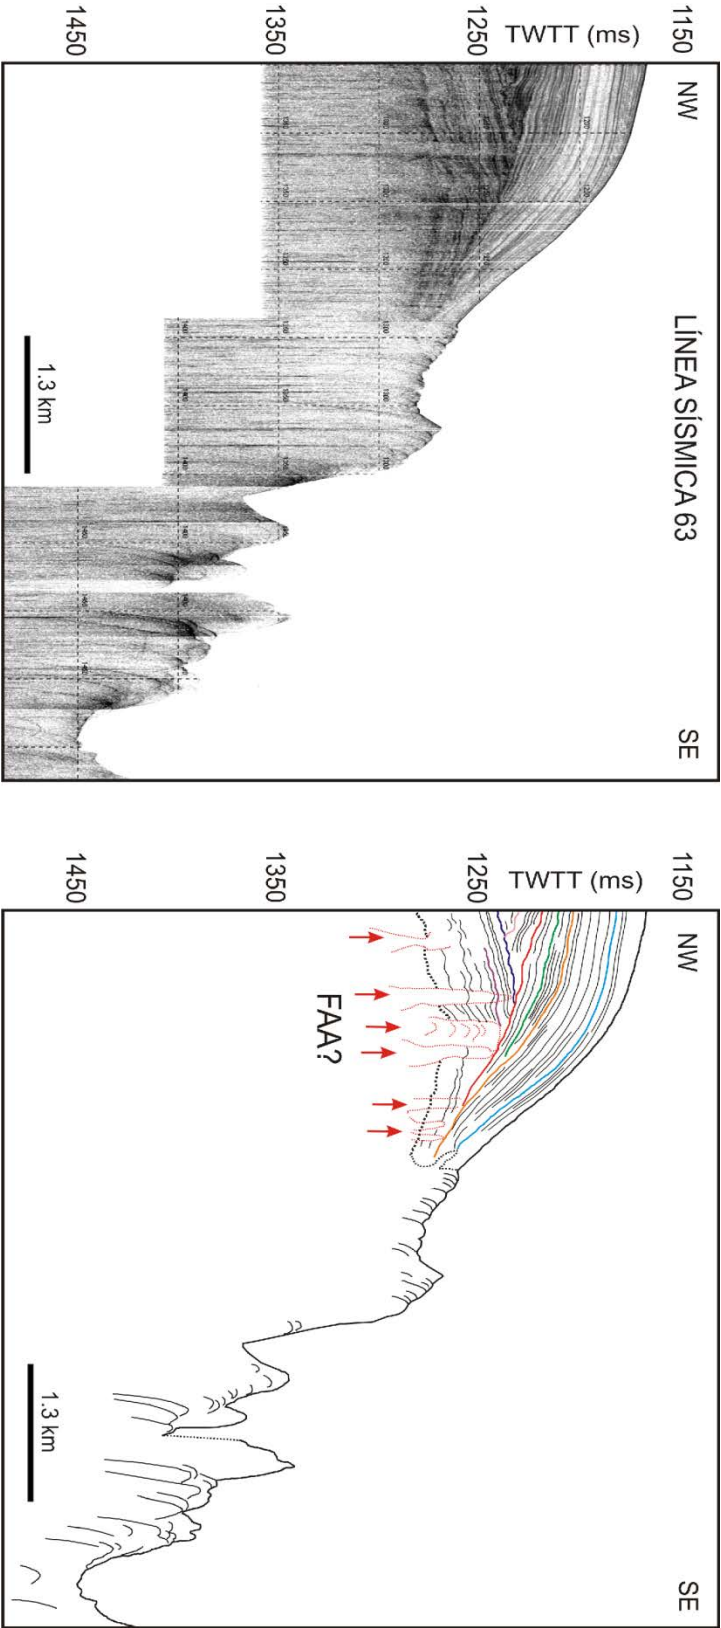 LÍNEA SÍSMICA 63
NW
SE
1150
TWTT (ms)
1250
1350
1450
1.3 km
NW
SE
1150
TWTT (ms)
1250
1350
1450
FAA?
1.3 km